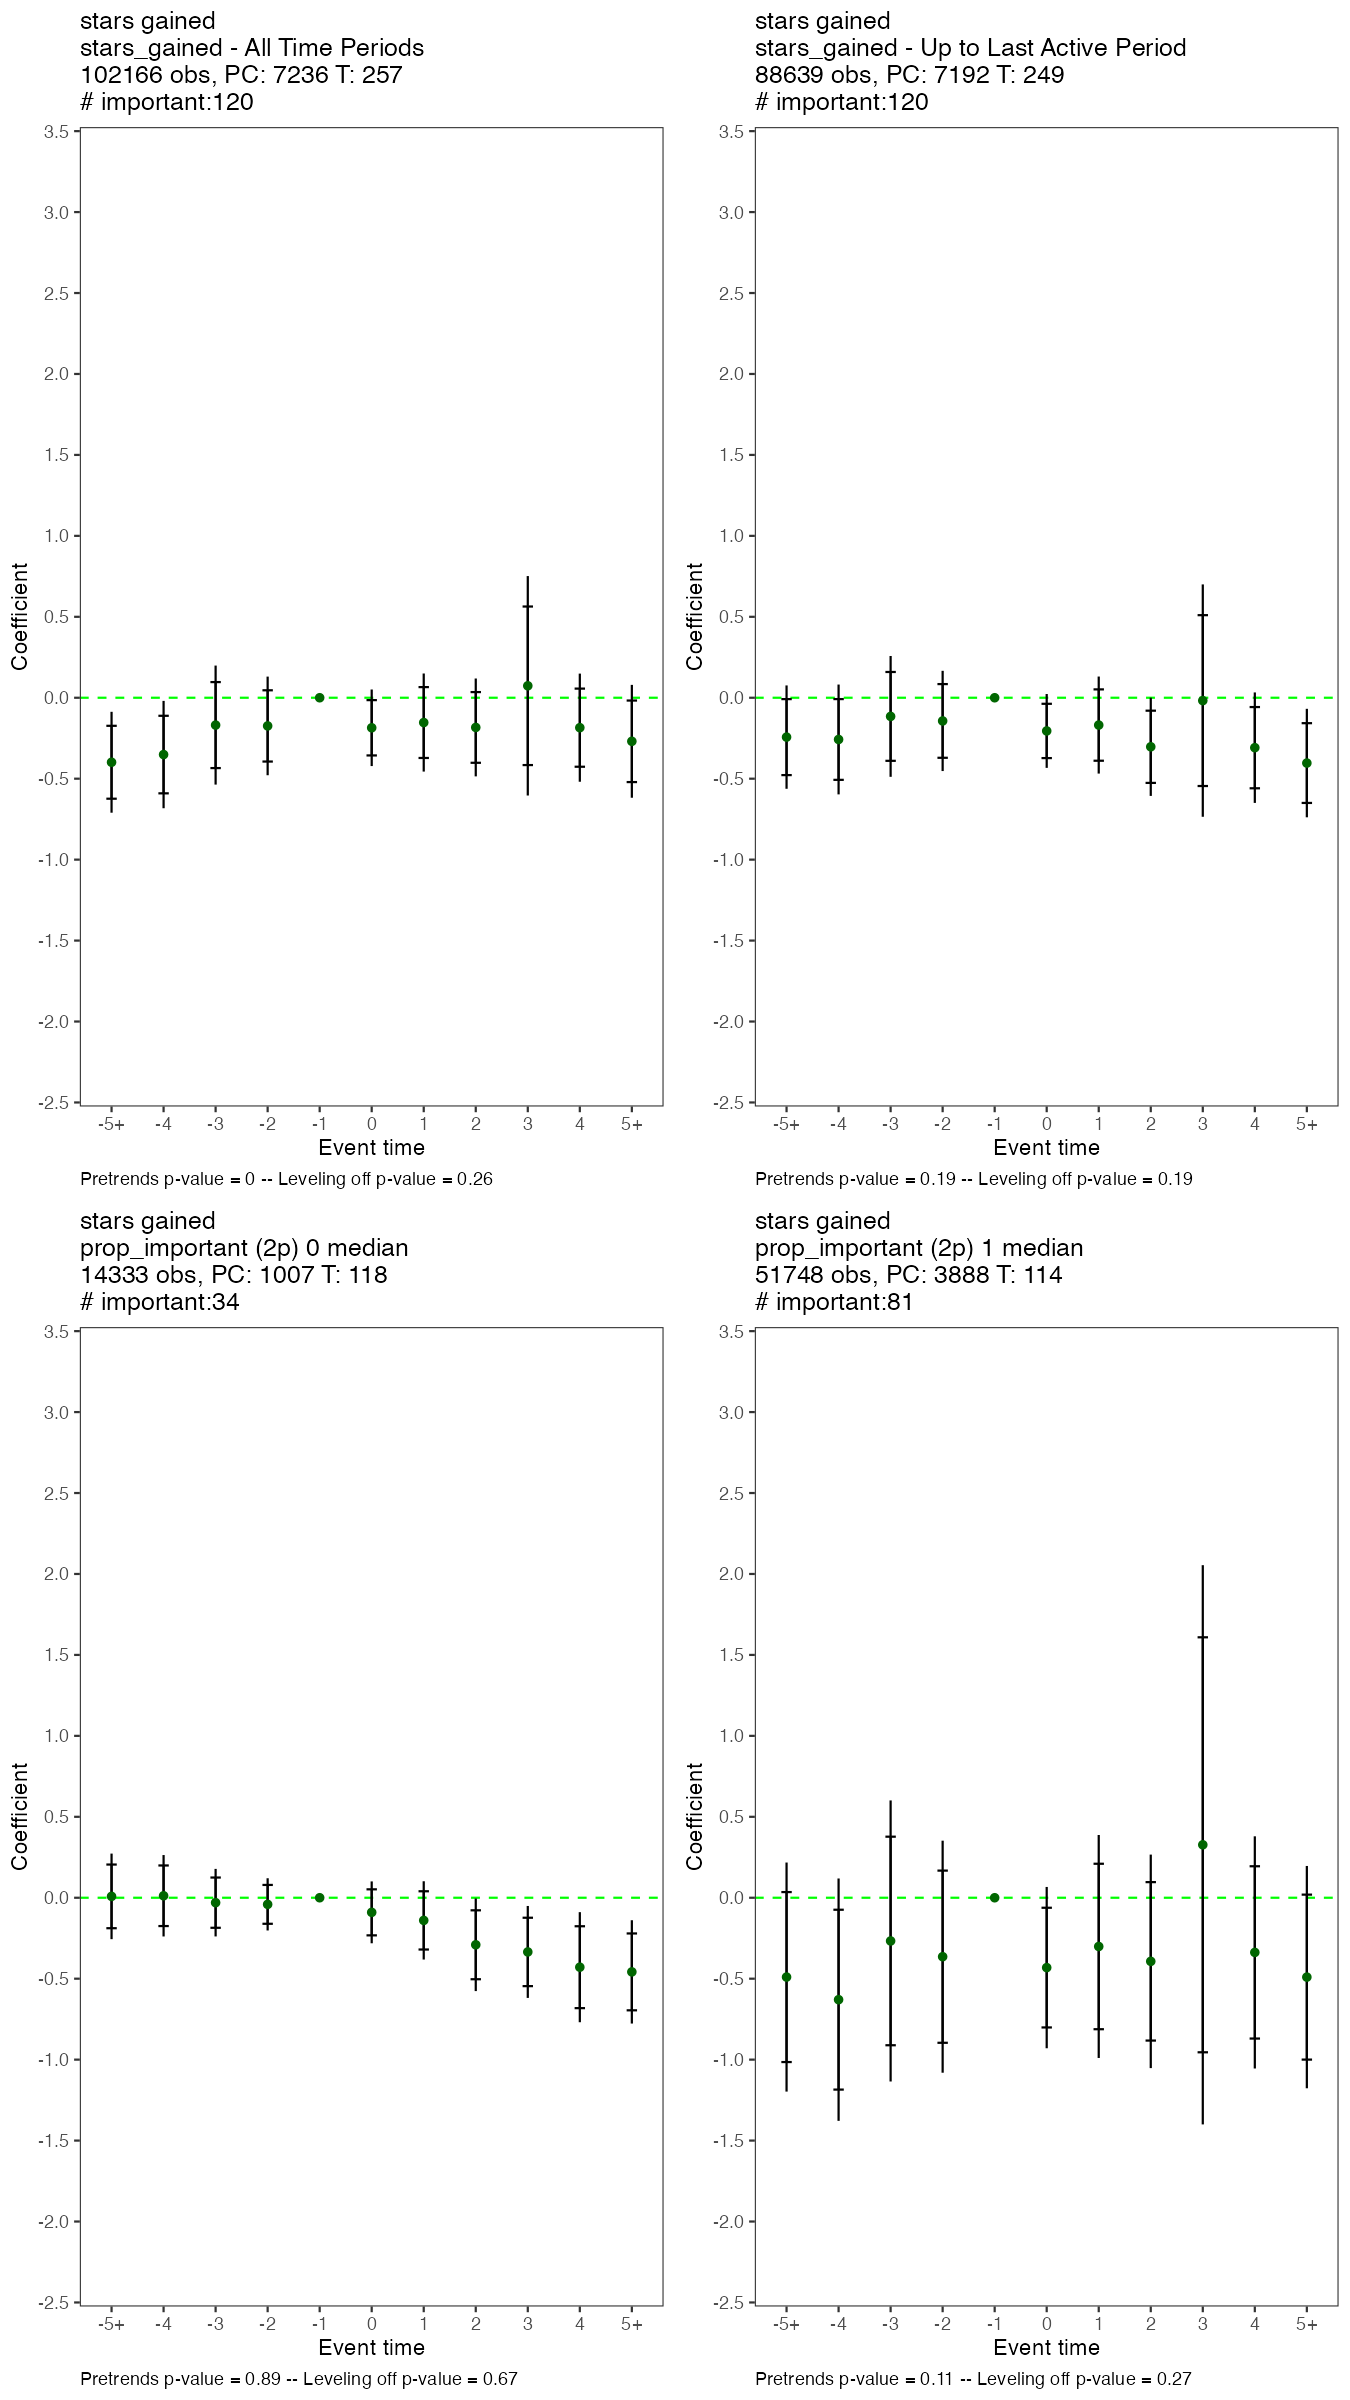 stars gained
stars_gained - All Time Periods
102166 obs, PC: 7236 T: 257
# important:120
3.5
3.0
2.5
2.0
1.5
1.0
0.5
0.0
-0.5
-1.0
-1.5
-2.0
-2.5
Coefficient
-5+ -4 -3 -2 -1 0 1 2 3 4 5+
Event time
Pretrends p-value = 0 -- Leveling off p-value = 0.26
stars gained
stars_gained - Up to Last Active Period
88639 obs, PC: 7192 T: 249
# important:120
3.5
3.0
2.5
2.0
1.5
1.0
0.5
0.0
-0.5
-1.0
-1.5
-2.0
-2.5
Coefficient
-5+ -4 -3 -2 -1 0 1 2 3 4 5+
Event time
Pretrends p-value = 0.19 -- Leveling off p-value = 0.19
stars gained
prop_important (2p) 0 median
14333 obs, PC: 1007 T: 118
# important:34
3.5
3.0
2.5
2.0
1.5
1.0
0.5
0.0
-0.5
-1.0
-1.5
-2.0
-2.5
Coefficient
-5+ -4 -3 -2 -1 0 1 2 3 4 5+
Event time
Pretrends p-value = 0.89 -- Leveling off p-value = 0.67
stars gained
prop_important (2p) 1 median
51748 obs, PC: 3888 T: 114
# important:81
3.5
3.0
2.5
2.0
1.5
1.0
0.5
0.0
-0.5
-1.0
-1.5
-2.0
-2.5
Coefficient
-5+ -4 -3 -2 -1 0 1 2 3 4 5+
Event time
Pretrends p-value = 0.11 -- Leveling off p-value = 0.27